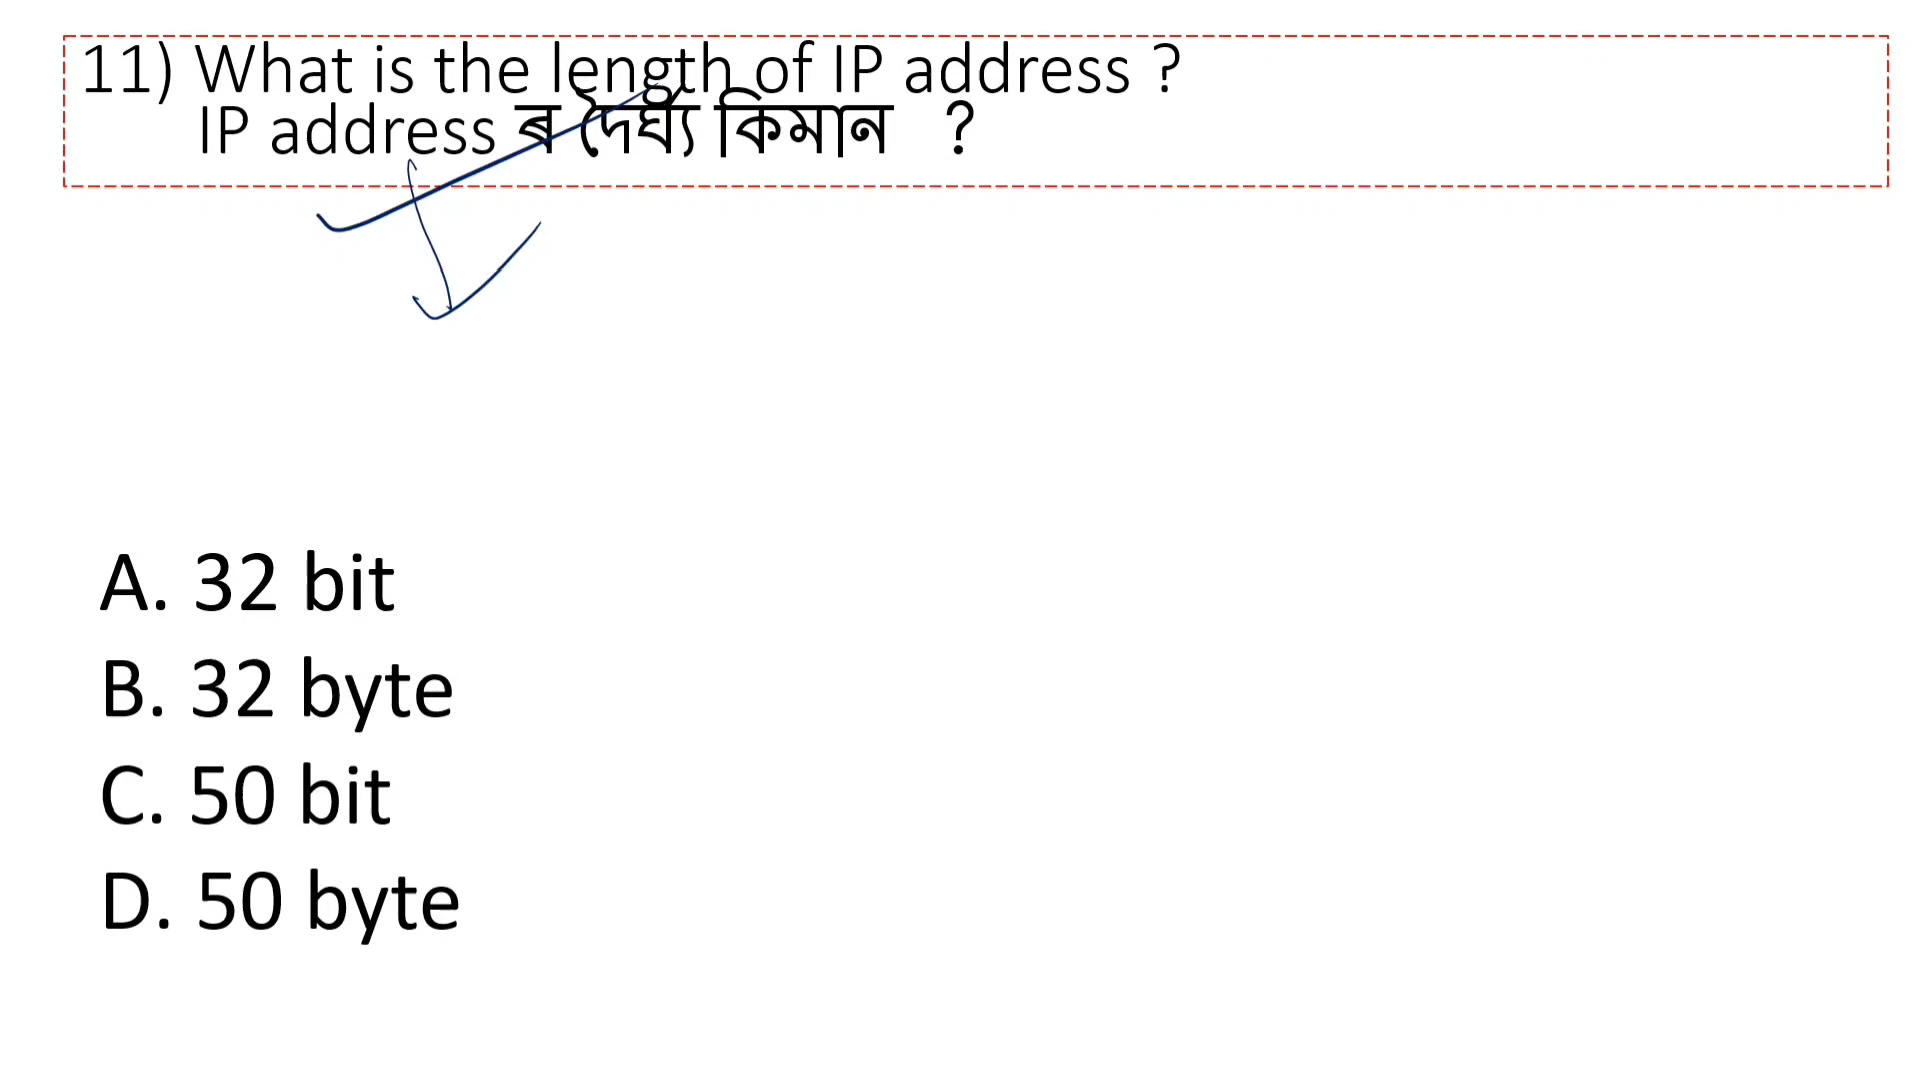 11) What is the length of IP address ?
IP address ৰ দৈৰ্ঘ্য কিমান ?
A. 32 bit
B. 32 byte
C. 50 bit
D. 50 byte